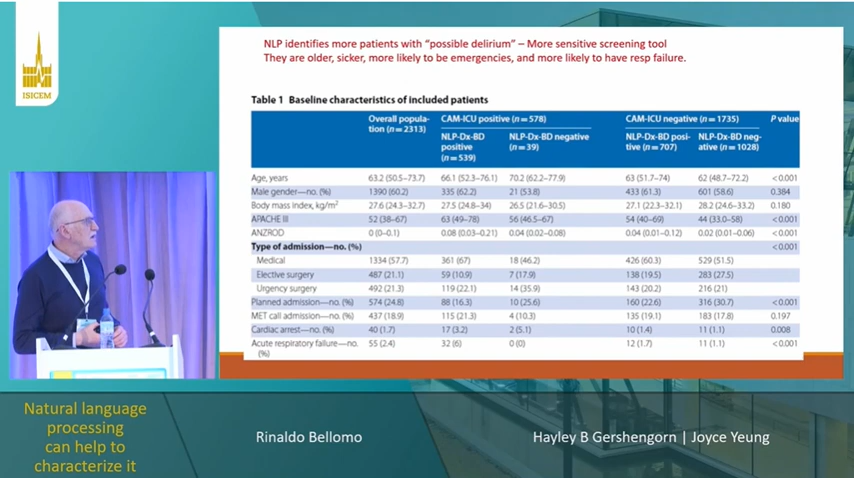 ISICEM
NLP identifies more patients with “possible delirium” – More sensitive screening tool
They are older, sicker, more likely to be emergencies, and more likely to have resp failure.
Table 1 Baseline characteristics of included patients
Overall popula-
tion (n = 2313)
CAM-ICU positive (n = 578)
CAM-ICU negative (n = 1735)
P value
NLP-Dx-BD
positive
(n = 539)
NLP-Dx-BD negative
(n = 39)
NLP-Dx-BD posi-
tive (n = 707)
NLP-Dx-BD neg-
ative (n = 1028)
Age, years 63.2 (50.5–73.7) 66.1 (52.3–76.1) 70.2 (62.2–77.9) 63 (51.7–74) 62 (48.7–72.2) <0.001
Male gender—no. (%) 1390 (60.2) 335 (62.2) 21 (53.8) 433 (61.3) 601 (58.6) 0.384
Body mass index, kg/m² 27.6 (24.3–32.7) 27.5 (24.8–34) 26.5 (21.6–30.5) 27.1 (22.3–32.1) 28.2 (24.6–33.2) 0.180
APACHE III 52 (38–67) 63 (49–78) 56 (46.5–67) 54 (40–69) 44 (33.0–58) <0.001
ANZROD 0 (0–0.1) 0.08 (0.03–0.21) 0.04 (0.02–0.08) 0.04 (0.01–0.12) 0.02 (0.01–0.06) <0.001
Type of admission—no. (%) <0.001
Medical 1334 (57.7) 361 (67) 18 (46.2) 426 (60.3) 529 (51.5)
Elective surgery 487 (21.1) 59 (10.9) 7 (17.9) 138 (19.5) 283 (27.5)
Urgency surgery 492 (21.3) 119 (22.1) 14 (35.9) 143 (20.2) 216 (21)
Planned admission—no. (%) 574 (24.8) 88 (16.3) 10 (25.6) 160 (22.6) 316 (30.7) <0.001
MET call admission—no. (%) 437 (18.9) 115 (21.3) 4 (10.3) 135 (19.1) 183 (17.8) 0.197
Cardiac arrest—no. (%) 40 (1.7) 17 (3.2) 2 (5.1) 10 (1.4) 11 (1.1) 0.008
Acute respiratory failure—no. 55 (2.4) 32 (6) 0 (0) 12 (1.7) 11 (1.1) <0.001
(%)
Natural language
processing
can help to
characterize it
Rinaldo Bellomo
Hayley B Gershengorn | Joyce Yeung